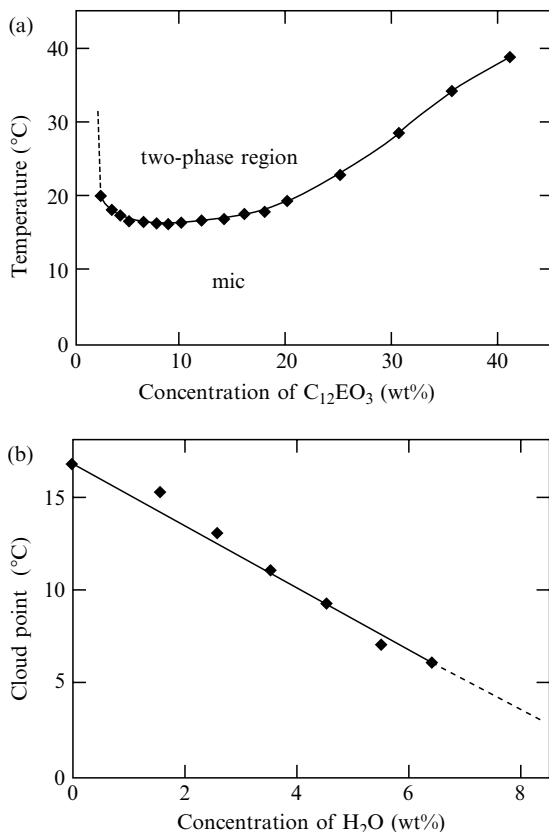 (a)
40
30
20
10
0
Temperature (°C)
two-phase region
mic
0 10 20 30 40
Concentration of C₁₂EO₃ (wt%)
(b)
15
10
5
0
Cloud point (°C)
0 2 4 6 8
Concentration of H₂O (wt%)